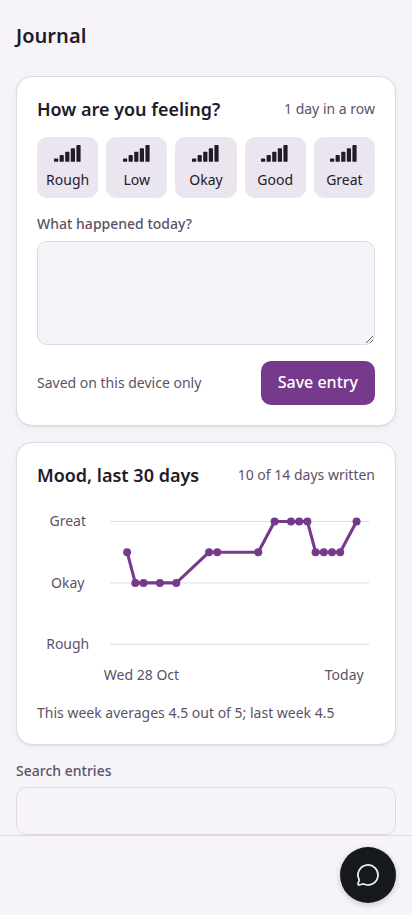 Journal
How are you feeling?
1 day in a row
Rough
Low
Okay
Good
Great
What happened today?
Saved on this device only
Save entry
Mood, last 30 days
10 of 14 days written
Great
Okay
Rough
Wed 28 Oct
Today
This week averages 4.5 out of 5; last week 4.5
Search entries